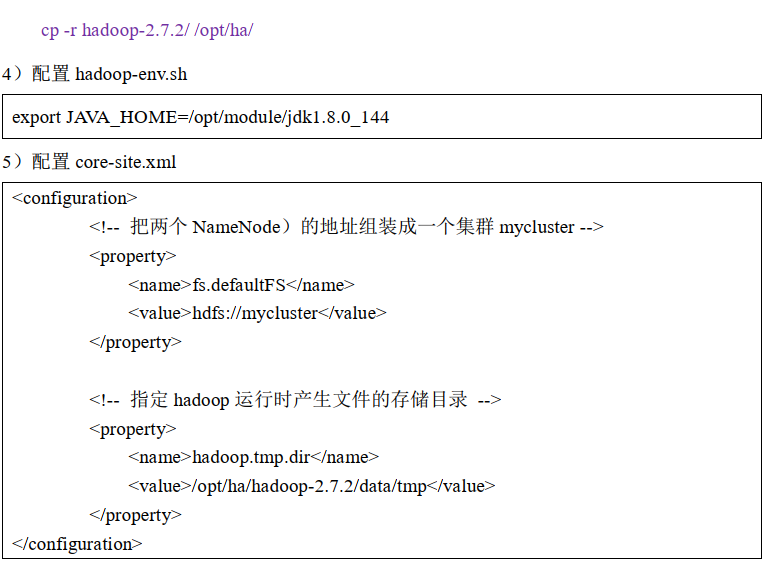 cp -r hadoop-2.7.2/ /opt/ha/
4）配置 hadoop-env.sh
export JAVA_HOME=/opt/module/jdk1.8.0_144
5）配置 core-site.xml
<configuration>
<!-- 把两个 NameNode）的地址组装成一个集群 mycluster -->
<property>
<name>fs.defaultFS</name>
<value>hdfs://mycluster</value>
</property>
<!-- 指定 hadoop 运行时产生文件的存储目录 -->
<property>
<name>hadoop.tmp.dir</name>
<value>/opt/ha/hadoop-2.7.2/data/tmp</value>
</property>
</configuration>